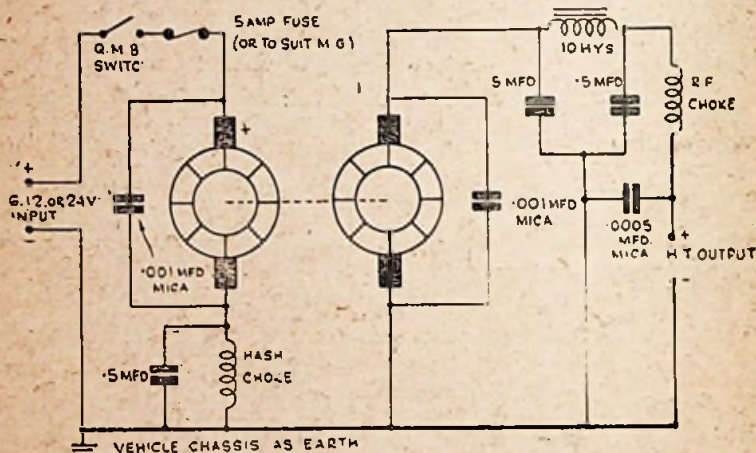 5 AMP FUSE
(OR TO SUIT M G)
Q.M B
SWITC
+
6.12.OR 24V
INPUT
-
+
.001 MFD
MICA
.5 MFD
HASH
CHOKE
10 HYS
5 MFD
.5 MFD
RF
CHOKE
.001 MFD
MICA
.0005
MFD.
MICA
+
H T. OUTPUT
-
VEHICLE CHASSIS AS EARTH